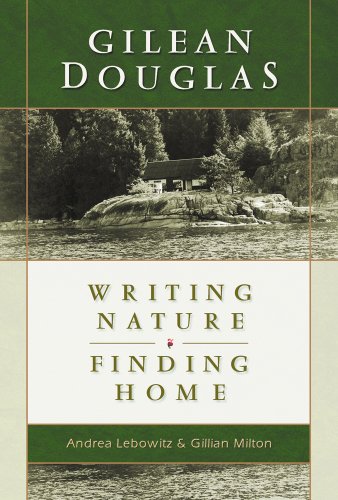 GILEAN
DOUGLAS
WRITING
NATURE
FINDING
HOME
Andrea Lebowitz & Gillian Milton